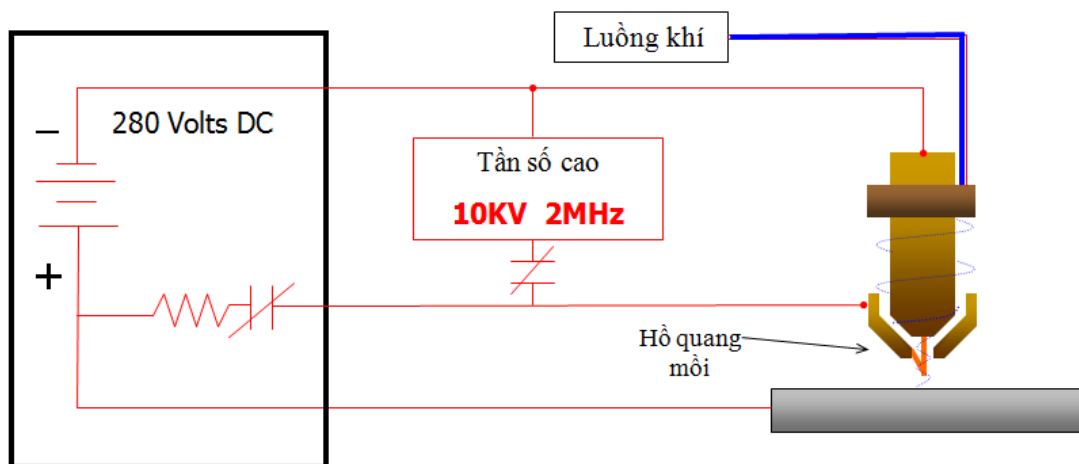 Luồng khí
−
280 Volts DC
Tần số cao
10KV 2MHz
+
Hồ quang
mồi